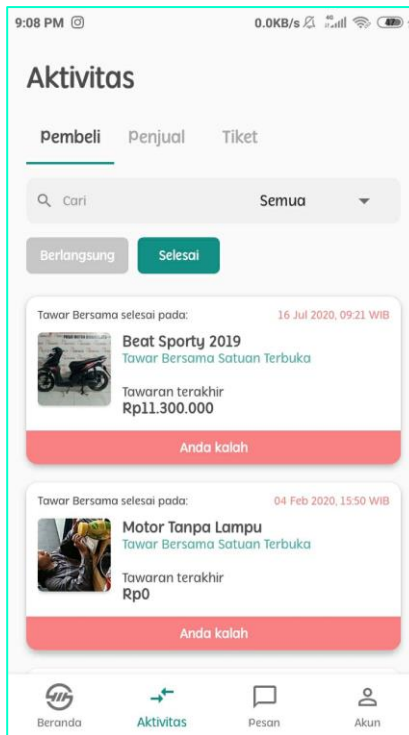 9:08 PM
0.0KB/s 4G 47
Aktivitas
Pembeli Penjual Tiket
Cari Semua
Berlangsung Selesai
Tawar Bersama selesai pada: 16 Jul 2020, 09:21 WIB
Beat Sporty 2019
Tawar Bersama Satuan Terbuka
Tawaran terakhir
Rp11.300.000
Anda kalah
Tawar Bersama selesai pada: 04 Feb 2020, 15:50 WIB
Motor Tanpa Lampu
Tawar Bersama Satuan Terbuka
Tawaran terakhir
Rp0
Anda kalah
Beranda Aktivitas Pesan Akun